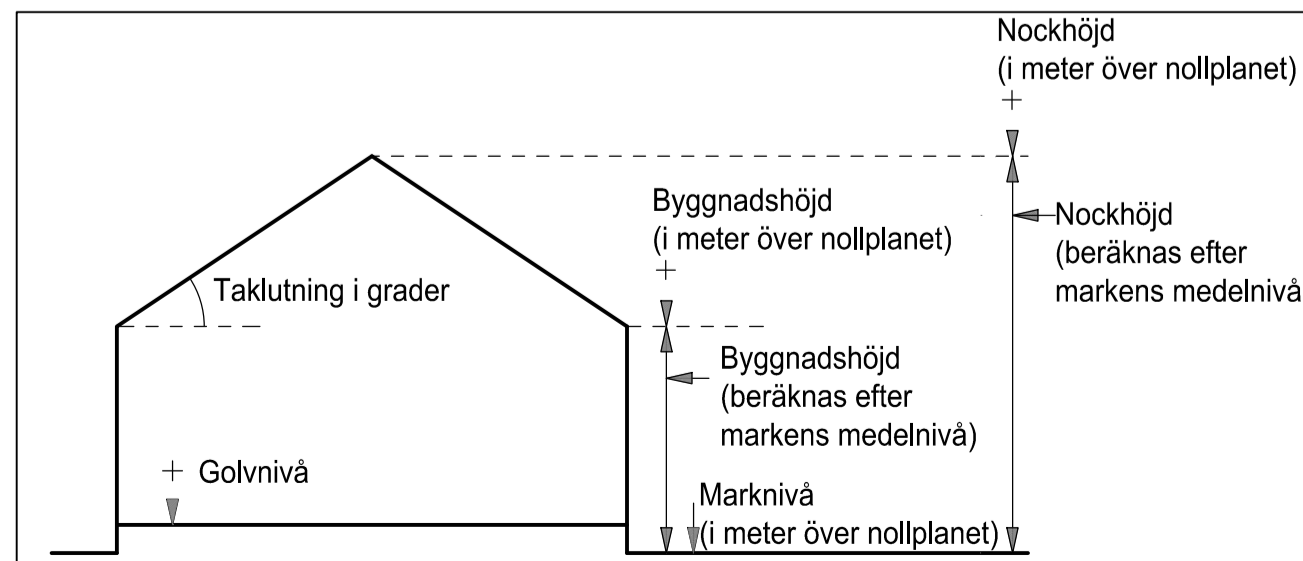 Nockhöjd
(i meter över nollplanet)
+
Byggnadshöjd
(i meter över nollplanet)
+
Nockhöjd
(beräknas efter
markens medelnivå
Taklutning i grader
Byggnadshöjd
(beräknas efter
markens medelnivå)
+ Golvnivå
Marknivå
(i meter över nollplanet)